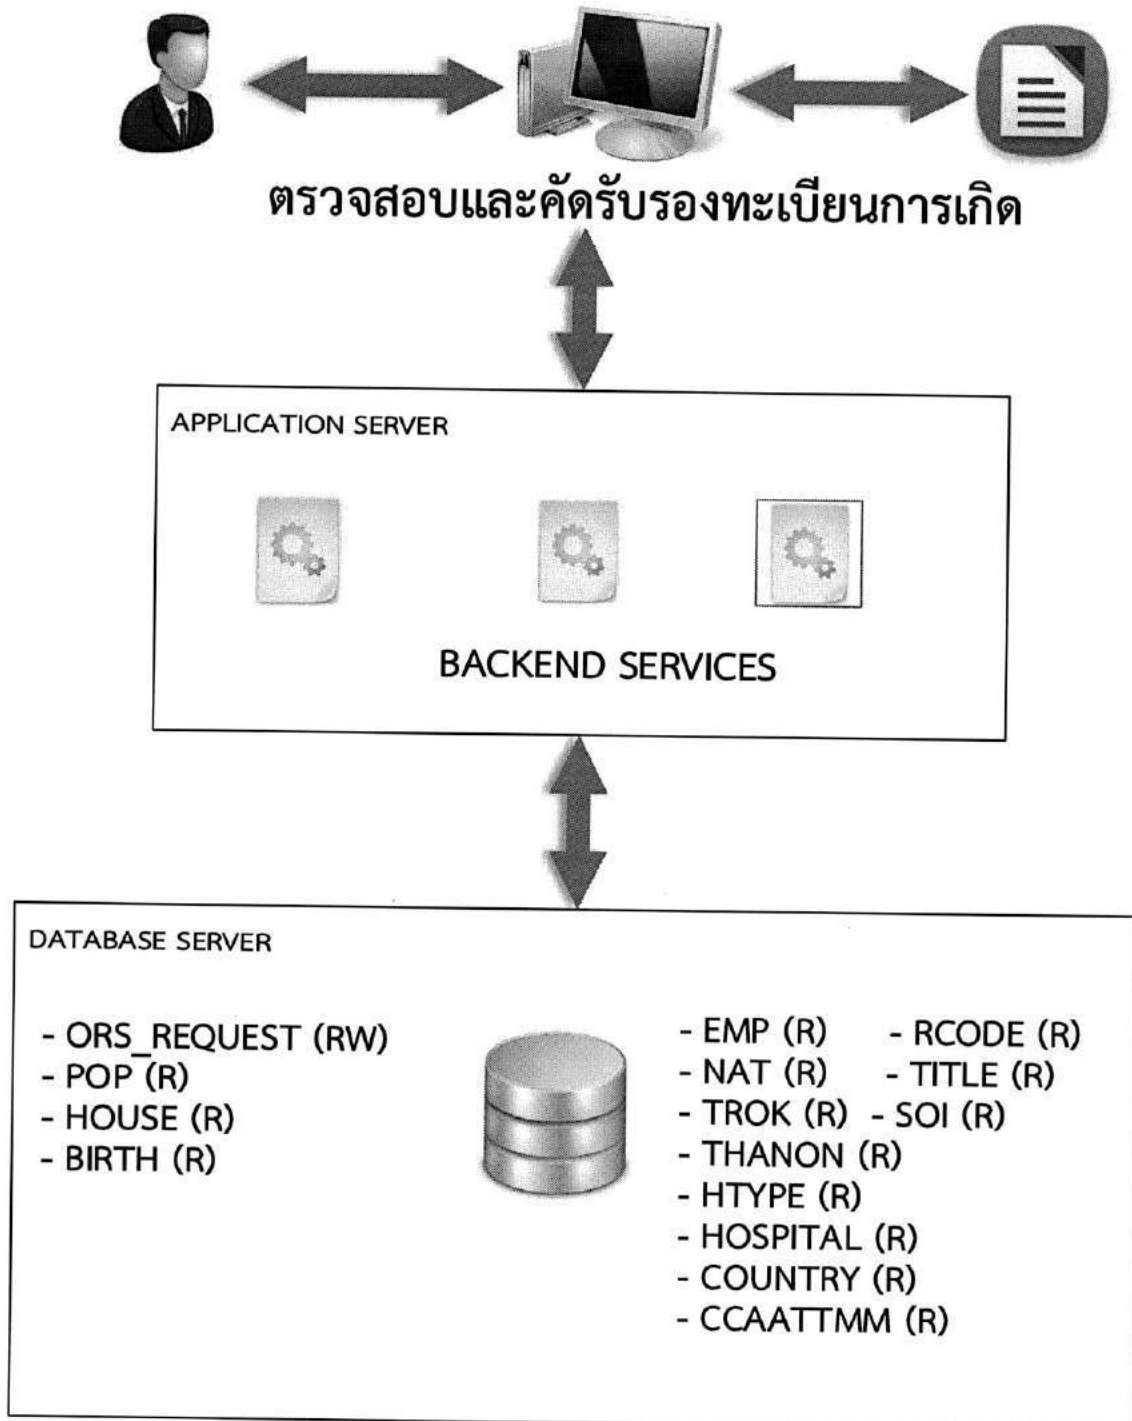 ตรวจสอบและคัดรับรองทะเบียนการเกิด
APPLICATION SERVER
BACKEND SERVICES
DATABASE SERVER
- ORS_REQUEST (RW)
- POP (R)
- HOUSE (R)
- BIRTH (R)
- EMP (R) - RCODE (R)
- NAT (R) - TITLE (R)
- TROK (R) - SOI (R)
- THANON (R)
- HTYPE (R)
- HOSPITAL (R)
- COUNTRY (R)
- CCAATTMM (R)